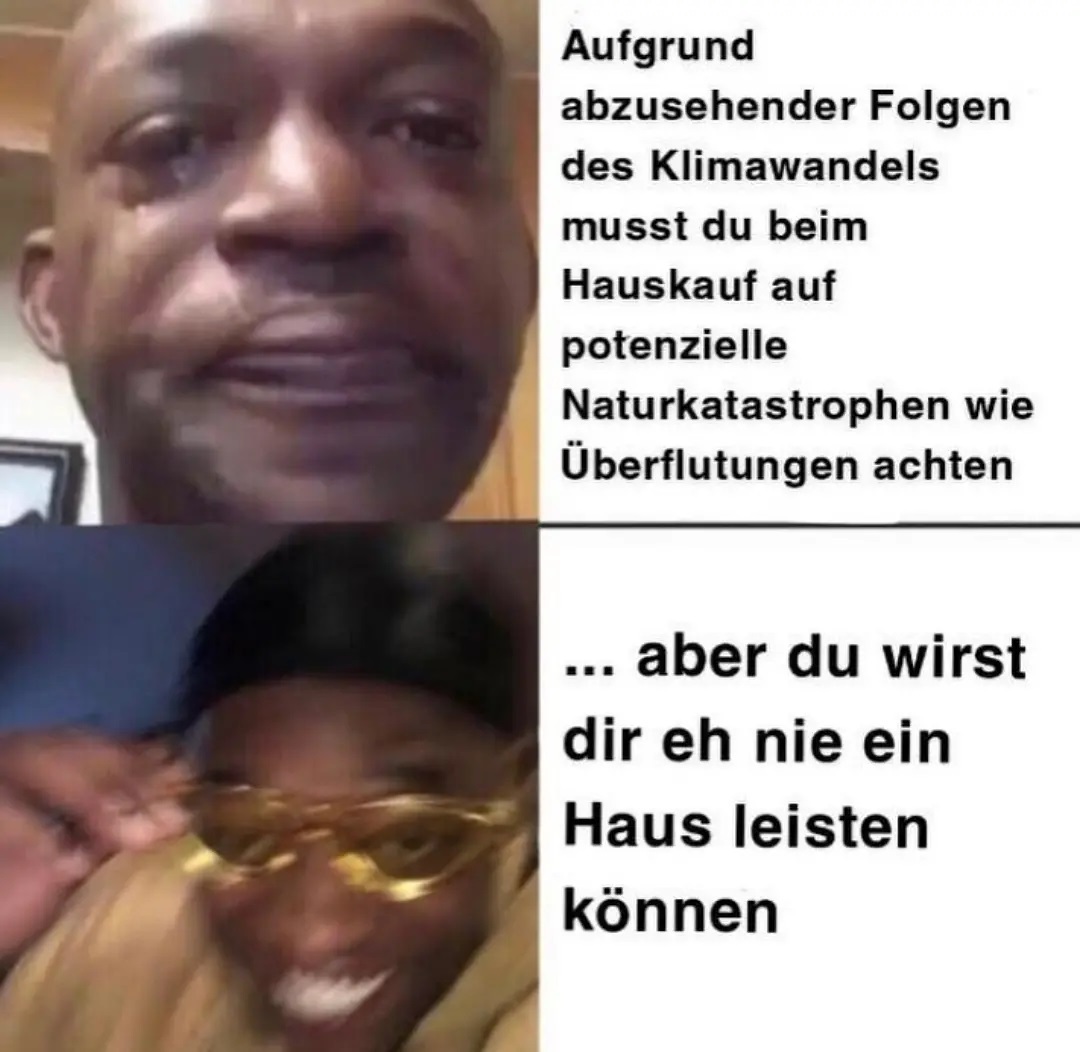 Aufgrund
abzusehender Folgen
des Klimawandels
musst du beim
Hauskauf auf
potenzielle
Naturkatastrophen wie
Überflutungen achten
... aber du wirst
dir eh nie ein
Haus leisten
können